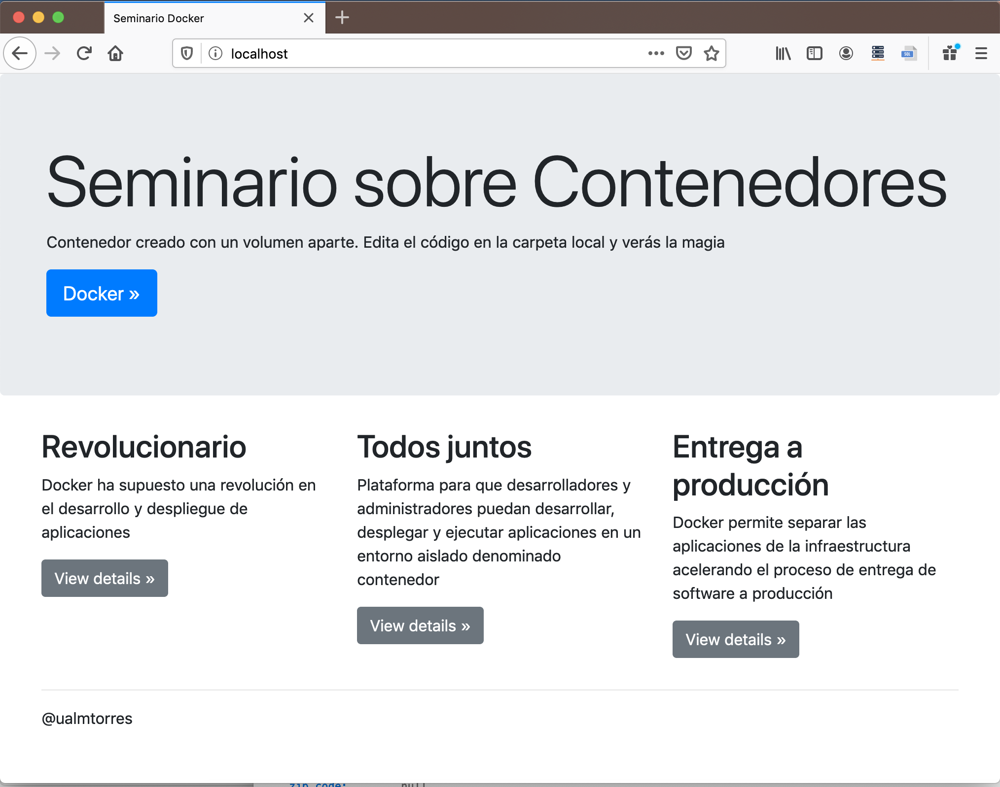 Seminario Docker
localhost
SQL
Seminario sobre Contenedores
Contenedor creado con un volumen aparte. Edita el código en la carpeta local y verás la magia
Docker »
Revolucionario
Docker ha supuesto una revolución en
el desarrollo y despliegue de
aplicaciones
View details »
Todos juntos
Plataforma para que desarrolladores y
administradores puedan desarrollar,
desplegar y ejecutar aplicaciones en un
entorno aislado denominado
contenedor
View details »
Entrega a
producción
Docker permite separar las
aplicaciones de la infraestructura
acelerando el proceso de entrega de
software a producción
View details »
@ualmtorres
zip code: null